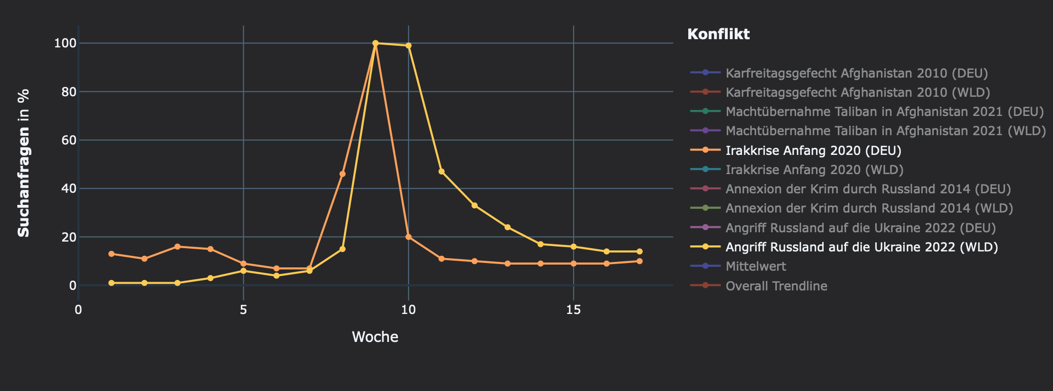 Konflikt
100
80
60
40
20
0
Suchanfragen in %
0 5 10 15
Woche
Karfreitagsgefecht Afghanistan 2010 (DEU)
Karfreitagsgefecht Afghanistan 2010 (WLD)
Machtübernahme Taliban in Afghanistan 2021 (DEU)
Machtübernahme Taliban in Afghanistan 2021 (WLD)
Irakkrise Anfang 2020 (DEU)
Irakkrise Anfang 2020 (WLD)
Annexion der Krim durch Russland 2014 (DEU)
Annexion der Krim durch Russland 2014 (WLD)
Angriff Russland auf die Ukraine 2022 (DEU)
Angriff Russland auf die Ukraine 2022 (WLD)
Mittelwert
Overall Trendline